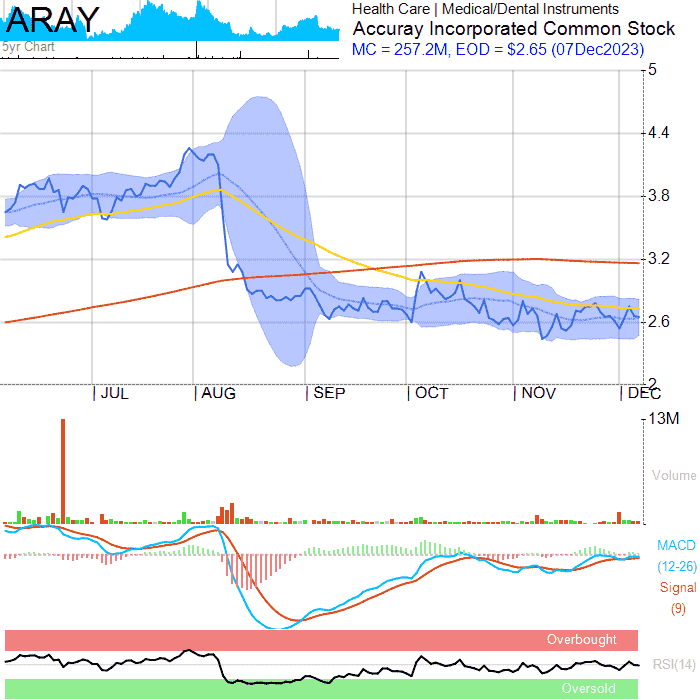 ARAY
5yr Chart
Health Care | Medical/Dental Instruments
Accuray Incorporated Common Stock
MC = 257.2M, EOD = $2.65 (07Dec2023)
5
4.4
3.8
3.2
2.6
2
JUL AUG SEP OCT NOV DEC
13M
Volume
MACD
(12-26)
Signal
(9)
Overbought
RSI(14)
Oversold